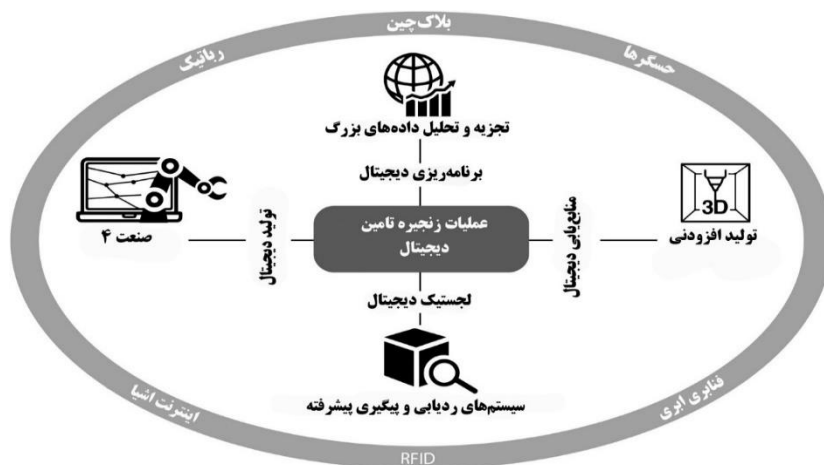 بلاک‌چین
رباتیک
حسگرها
تجزیه و تحلیل داده‌های بزرگ
برنامه‌ریزی دیجیتال
3D
تولید افزودنی
منابع‌یابی دیجیتال
عملیات زنجیره تامین
دیجیتال
تولید دیجیتال
صنعت ۴
لجستیک دیجیتال
سیستم‌های ردیابی و پیگیری پیشرفته
فنابری ابری
اینترنت اشیا
RFID